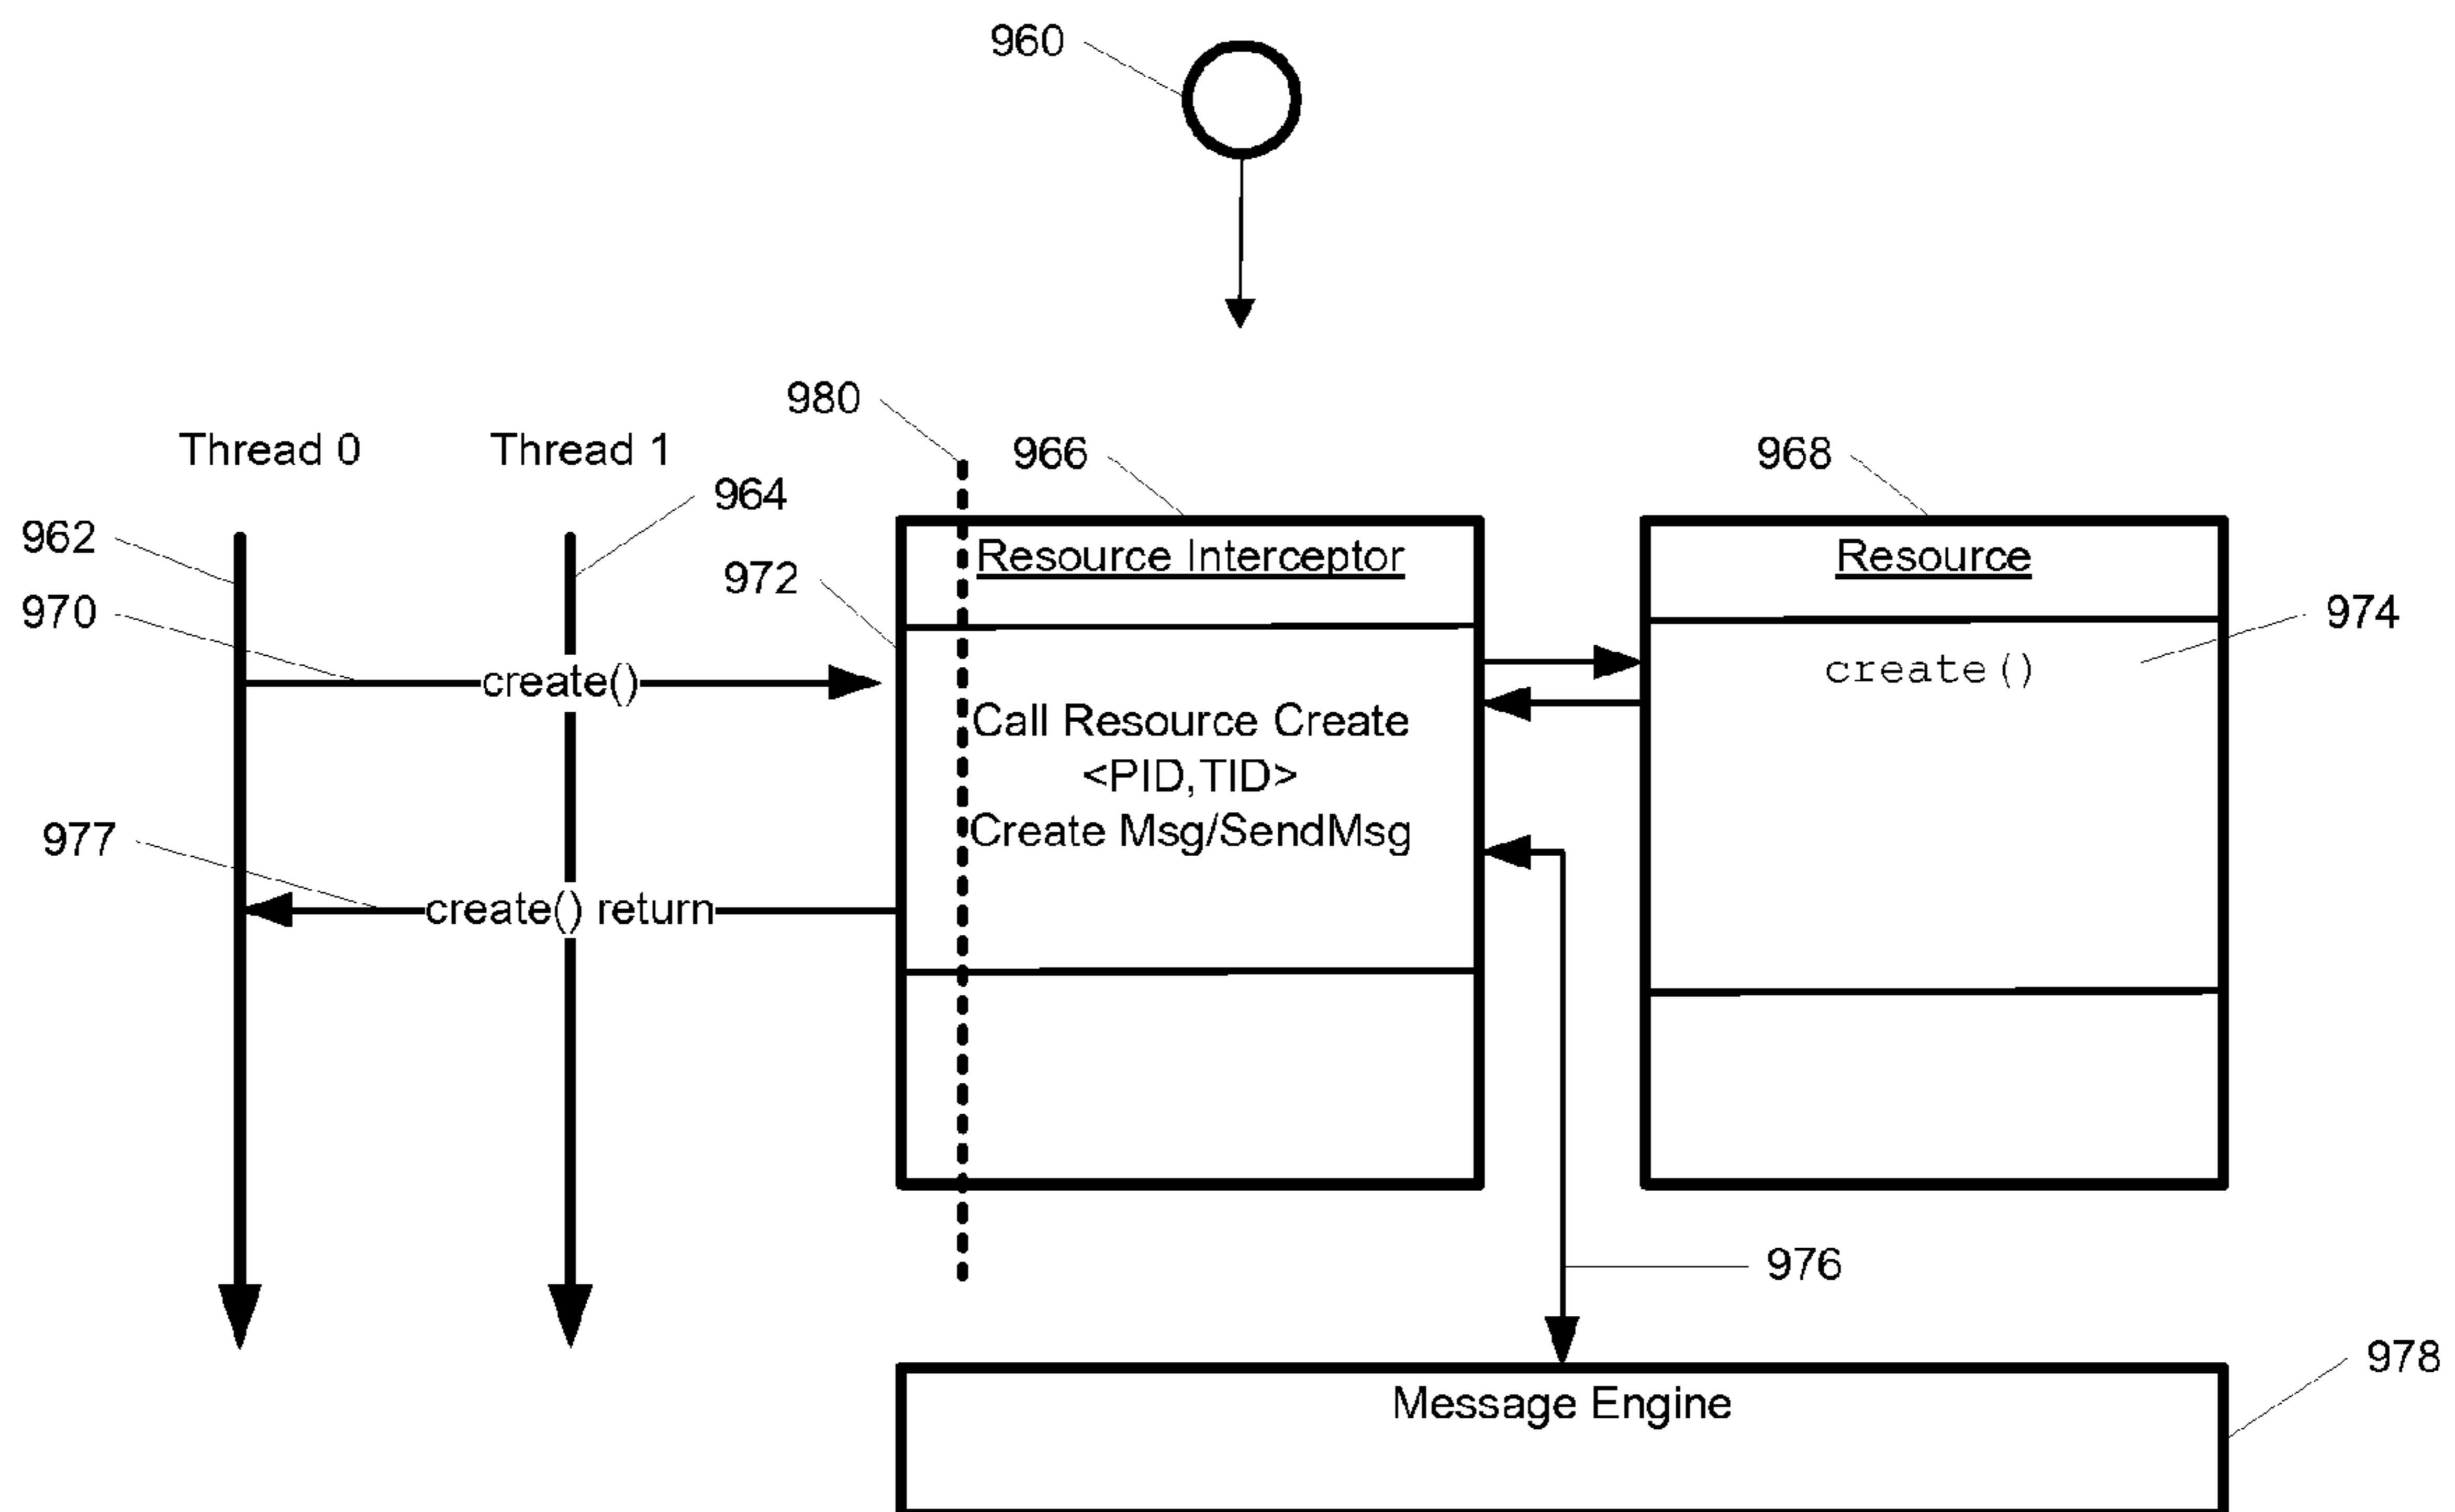 960
980
Thread 0
Thread 1
966
968
964
962
Resource Interceptor
Resource
972
970
974
create()
create()
Call Resource Create
<PID,TID>
Create Msg/SendMsg
977
create() return
976
978
Message Engine